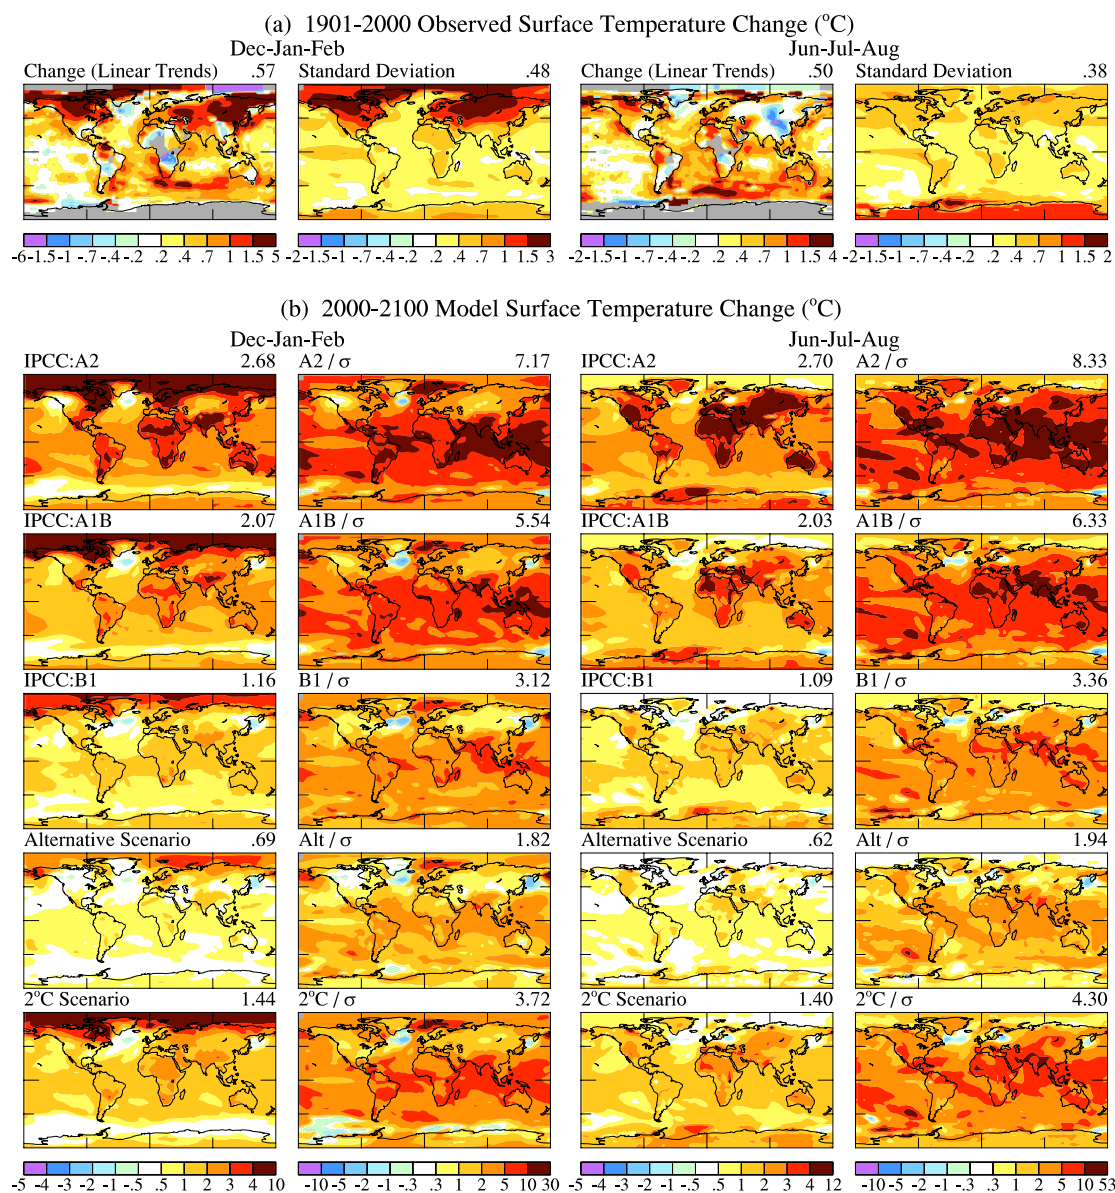 (a) 1901-2000 Observed Surface Temperature Change (°C)
Dec-Jan-Feb Jun-Jul-Aug
Change (Linear Trends) .57 Standard Deviation .48 Change (Linear Trends) .50 Standard Deviation .38
-6 -1.5 -1 -.7 -.4 -.2 .2 .4 .7 1 1.5 5 -2 -1.5 -1 -.7 -.4 -.2 .2 .4 .7 1 1.5 3 -2 -1.5 -1 -.7 -.4 -.2 .2 .4 .7 1 1.5 4 -2 -1.5 -1 -.7 -.4 -.2 .2 .4 .7 1 1.5 2
(b) 2000-2100 Model Surface Temperature Change (°C)
Dec-Jan-Feb Jun-Jul-Aug
IPCC:A2 2.68 A2 / σ 7.17 IPCC:A2 2.70 A2 / σ 8.33
IPCC:A1B 2.07 A1B / σ 5.54 IPCC:A1B 2.03 A1B / σ 6.33
IPCC:B1 1.16 B1 / σ 3.12 IPCC:B1 1.09 B1 / σ 3.36
Alternative Scenario .69 Alt / σ 1.82 Alternative Scenario .62 Alt / σ 1.94
2°C Scenario 1.44 2°C / σ 3.72 2°C Scenario 1.40 2°C / σ 4.30
-5 -4 -3 -2 -1 -.5 .5 1 2 3 4 10 -10 -5 -2 -1 -.3 .3 1 2 5 10 30 -5 -4 -3 -2 -1 -.5 .5 1 2 3 4 12 -10 -5 -2 -1 -.3 .3 1 2 5 10 53